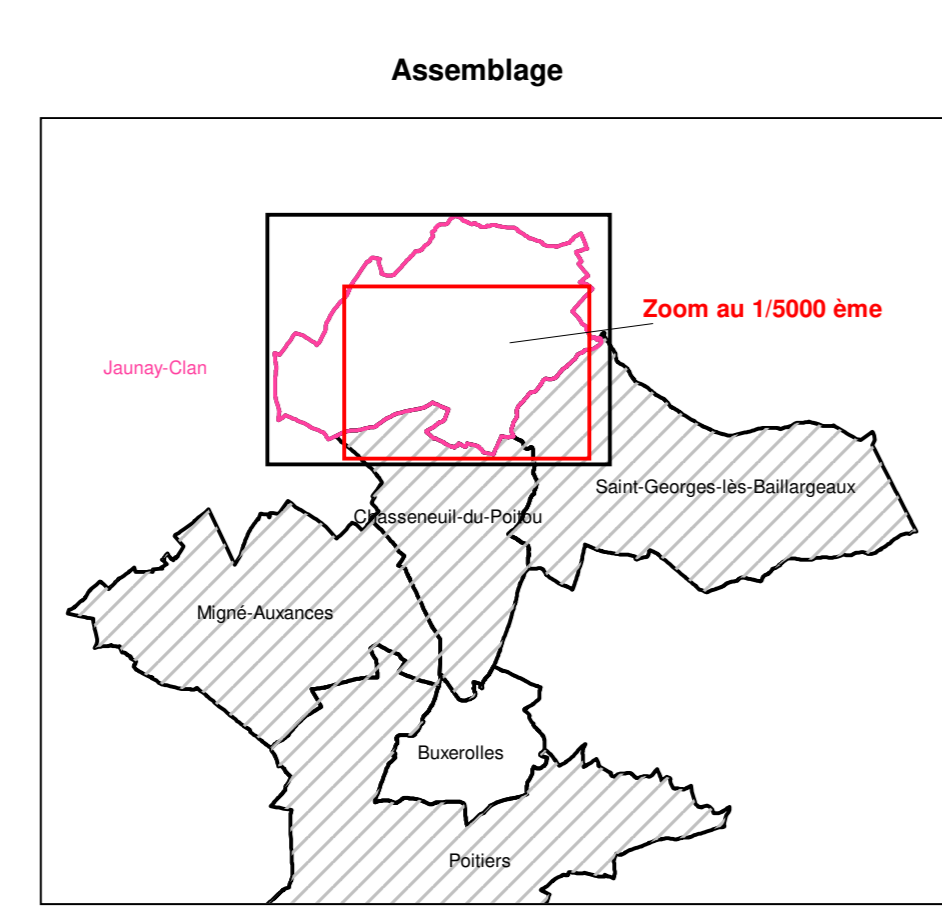 Assemblage
Zoom au 1/5000 ème
Jaunay-Clan
Saint-Georges-lès-Baillargeaux
Chasseneuil-du-Poitou
Migné-Auxances
Buxerolles
Poitiers